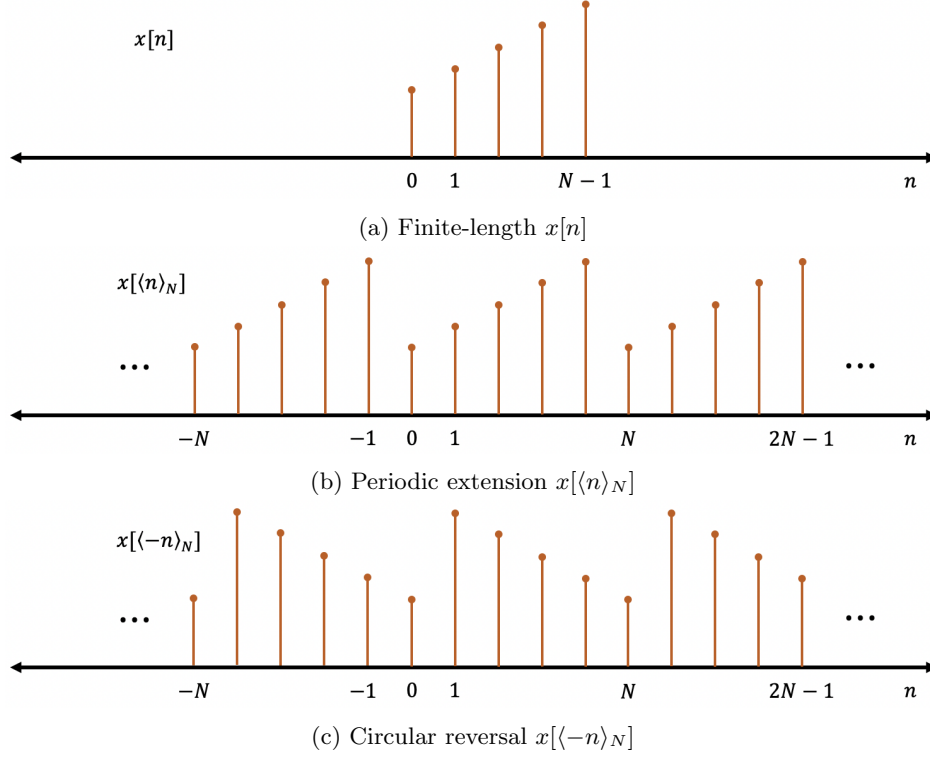 x[n]
0 1 N − 1 n
(a) Finite-length x[n]
x[⟨n⟩_N]
... ...
−N −1 0 1 N 2N − 1 n
(b) Periodic extension x[⟨n⟩_N]
x[⟨−n⟩_N]
... ...
−N −1 0 1 N 2N − 1 n
(c) Circular reversal x[⟨−n⟩_N]